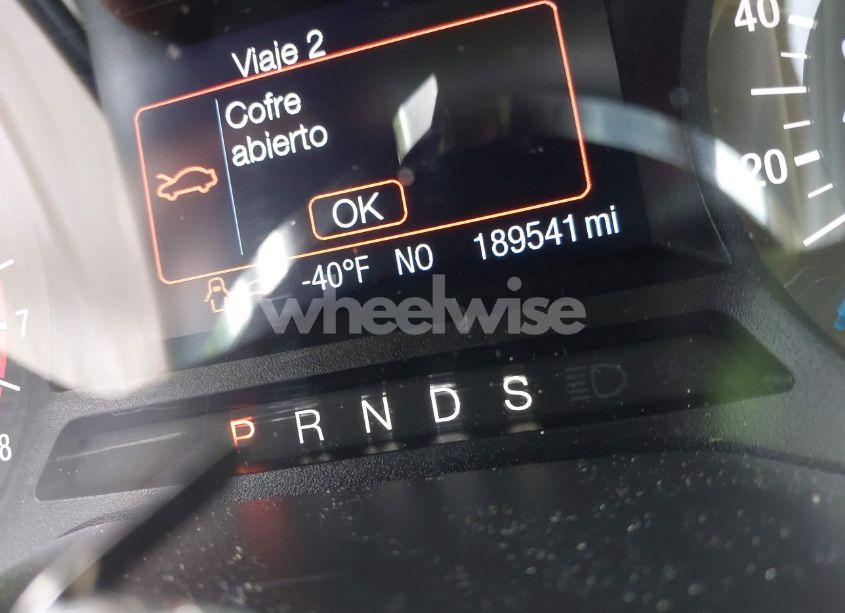 40
Viaje 2
Cofre
abierto
20
OK
-40°F NO 189541 mi
wheelwise
7
P R N D S
8